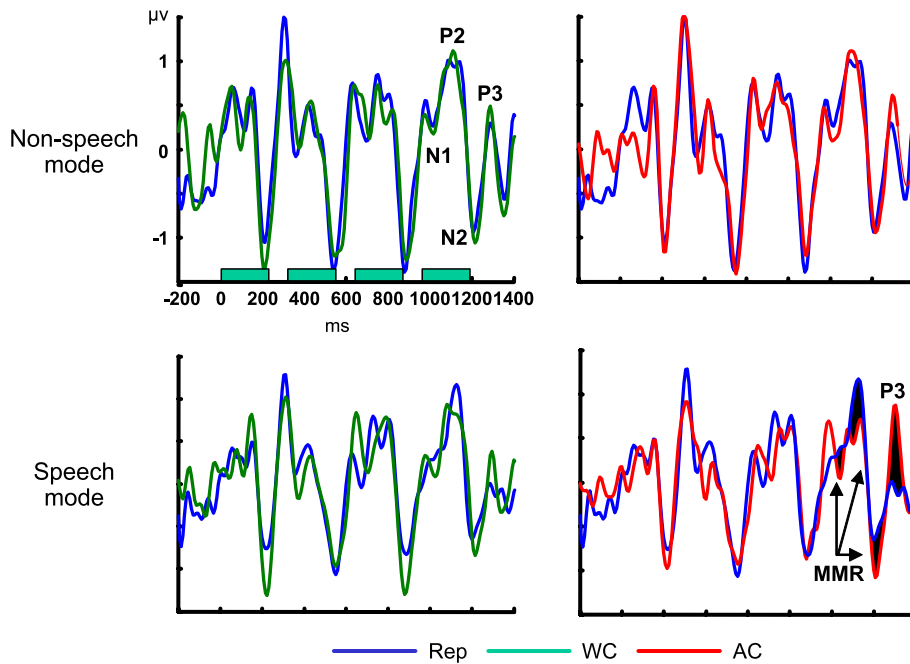 μv
1
0
-1
P2
P3
N1
N2
Non-speech
mode
-200 0 200 400 600 800 1000 1200 1400
ms
Speech
mode
P3
MMR
Rep WC AC